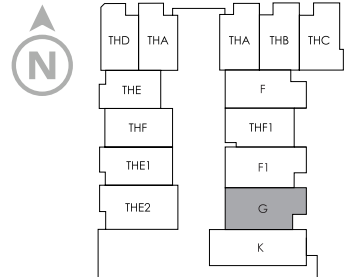 N
THD THA THA THB THC
THE F
THF THF1
THE1 F1
THE2 G
K